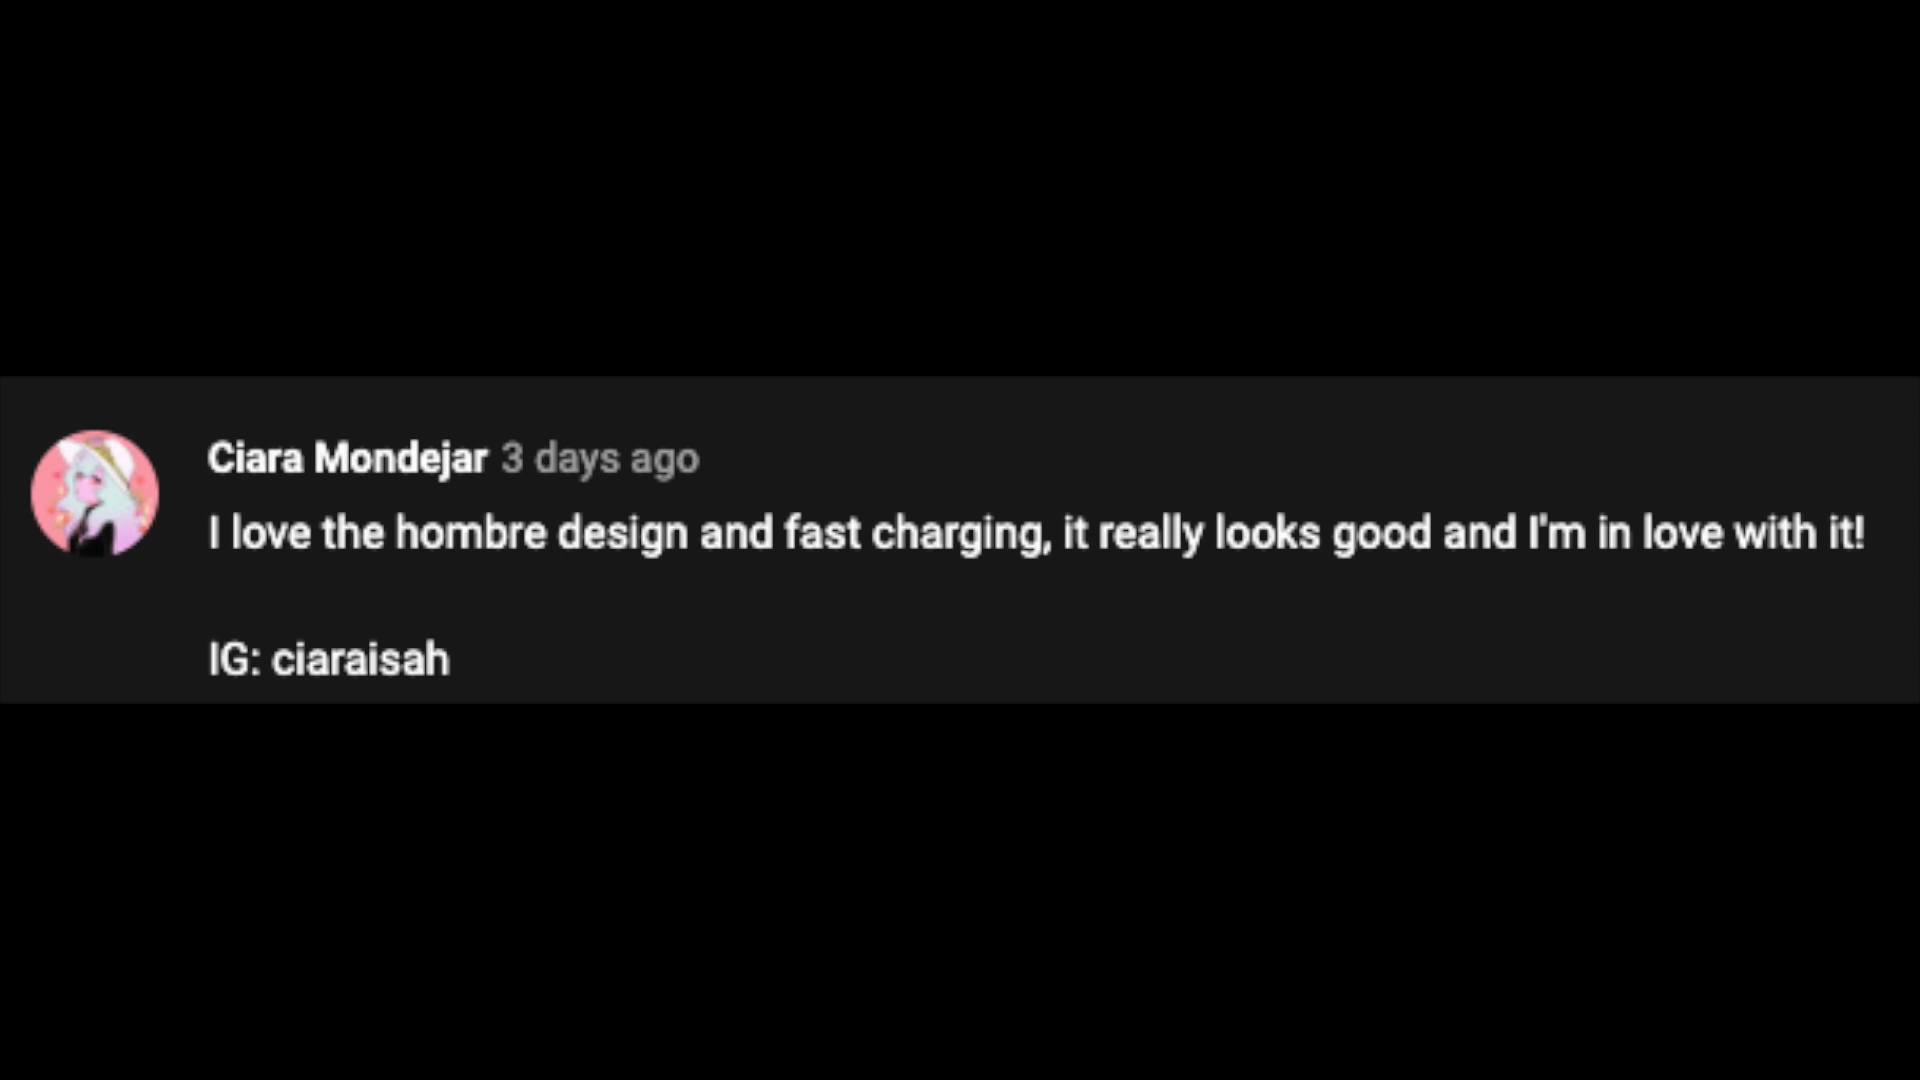 Ciara Mondejar 3 days ago
I love the hombre design and fast charging, it really looks good and I'm in love with it!
IG: ciaraisah